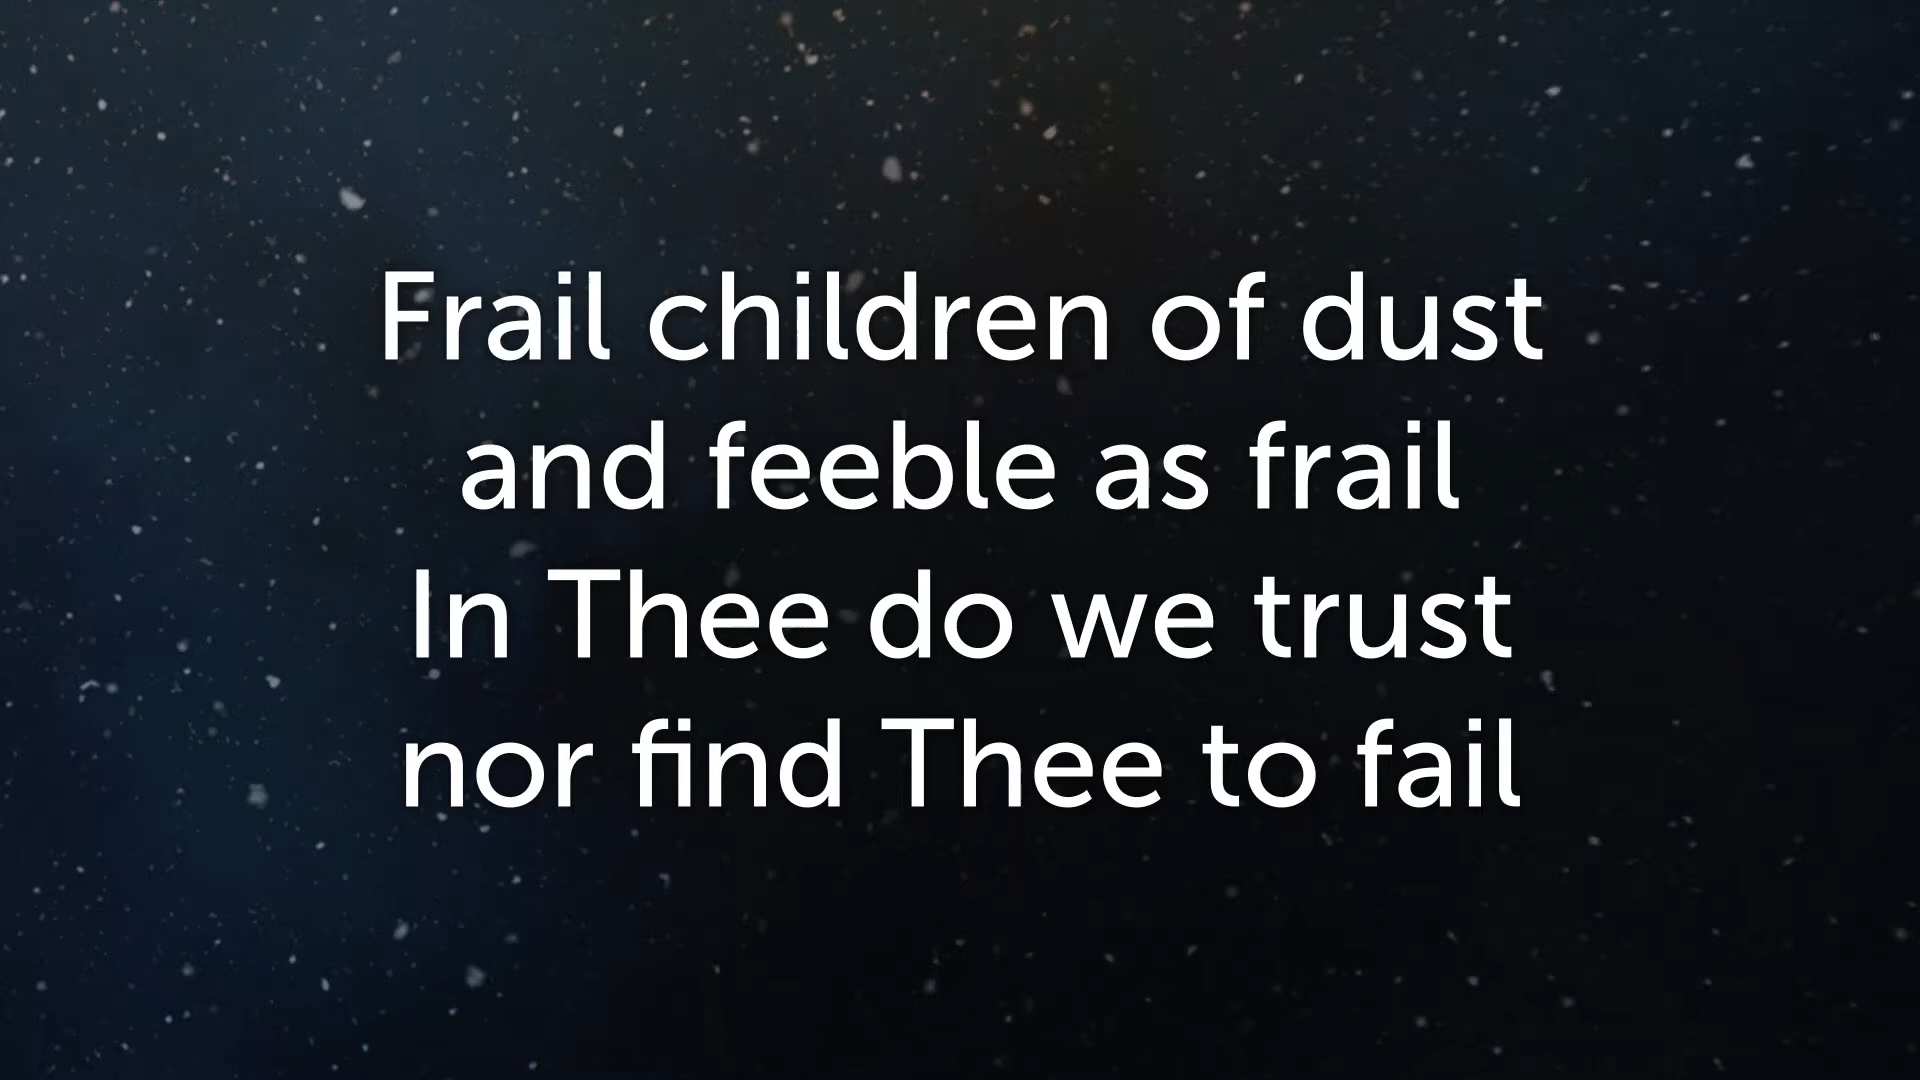 Frail children of dust
and feeble as frail
In Thee do we trust
nor find Thee to fail